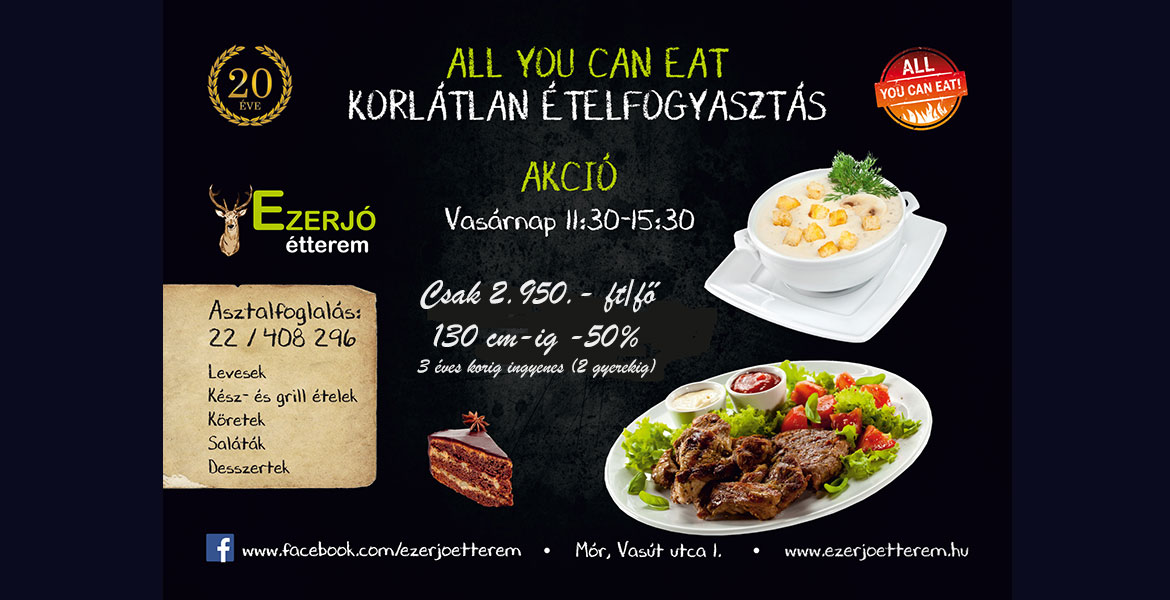 20
ÉVE
ALL YOU CAN EAT
KORLÁTLAN ÉTELFOGYASZTÁS
ALL
YOU CAN EAT!
AKCIÓ
Vasárnap 11:30-15:30
EZERJÓ
étterem
Csak 2.950.- ft/fő
130 cm-ig -50%
3 éves korig ingyenes (2 gyerekig)
Asztalfoglalás:
22 / 408 296
Levesek
Kész- és grill ételek
Köretek
Saláták
Desszertek
www.facebook.com/ezerjoetterem • Mór, Vasút utca 1. • www.ezerjoetterem.hu